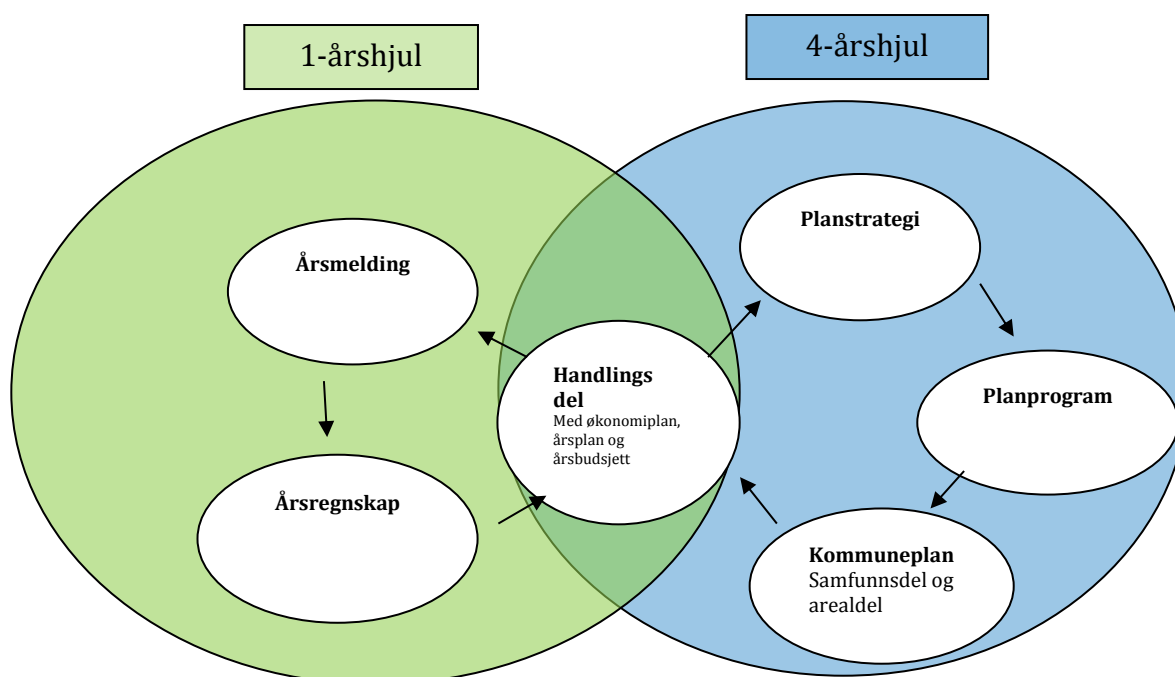 1-årshjul
4-årshjul
Årsmelding
Årsregnskap
Handlings
del
Med økonomiplan,
årsplan og
årsbudsjett
Planstrategi
Planprogram
Kommuneplan
Samfunnsdel og
arealdel